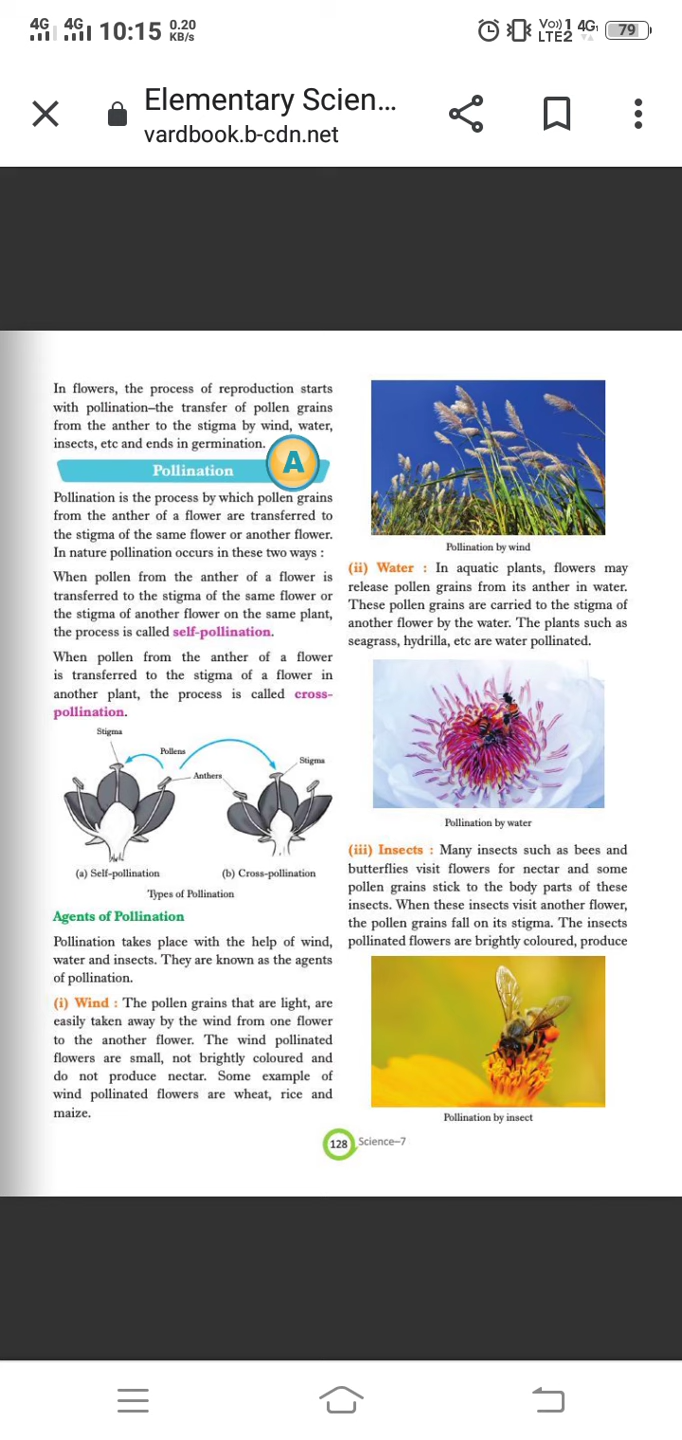 4G 4G 10:15 0.20 KB/s Vo)) 1 LTE2 4G 79
Elementary Scien...
vardbook.b-cdn.net
In flowers, the process of reproduction starts
with pollination–the transfer of pollen grains
from the anther to the stigma by wind, water,
insects, etc and ends in germination.
A
Pollination
Pollination is the process by which pollen grains
from the anther of a flower are transferred to
the stigma of the same flower or another flower.
In nature pollination occurs in these two ways :
When pollen from the anther of a flower is
transferred to the stigma of the same flower or
the stigma of another flower on the same plant,
the process is called self-pollination.
When pollen from the anther of a flower
is transferred to the stigma of a flower in
another plant, the process is called cross-
pollination.
Stigma
Pollens
Stigma
Anthers
(a) Self-pollination
(b) Cross-pollination
Types of Pollination
Agents of Pollination
Pollination takes place with the help of wind,
water and insects. They are known as the agents
of pollination.
(i) Wind : The pollen grains that are light, are
easily taken away by the wind from one flower
to the another flower. The wind pollinated
flowers are small, not brightly coloured and
do not produce nectar. Some example of
wind pollinated flowers are wheat, rice and
maize.
Pollination by wind
(ii) Water : In aquatic plants, flowers may
release pollen grains from its anther in water.
These pollen grains are carried to the stigma of
another flower by the water. The plants such as
seagrass, hydrilla, etc are water pollinated.
Pollination by water
(iii) Insects : Many insects such as bees and
butterflies visit flowers for nectar and some
pollen grains stick to the body parts of these
insects. When these insects visit another flower,
the pollen grains fall on its stigma. The insects
pollinated flowers are brightly coloured, produce
Pollination by insect
128 Science–7